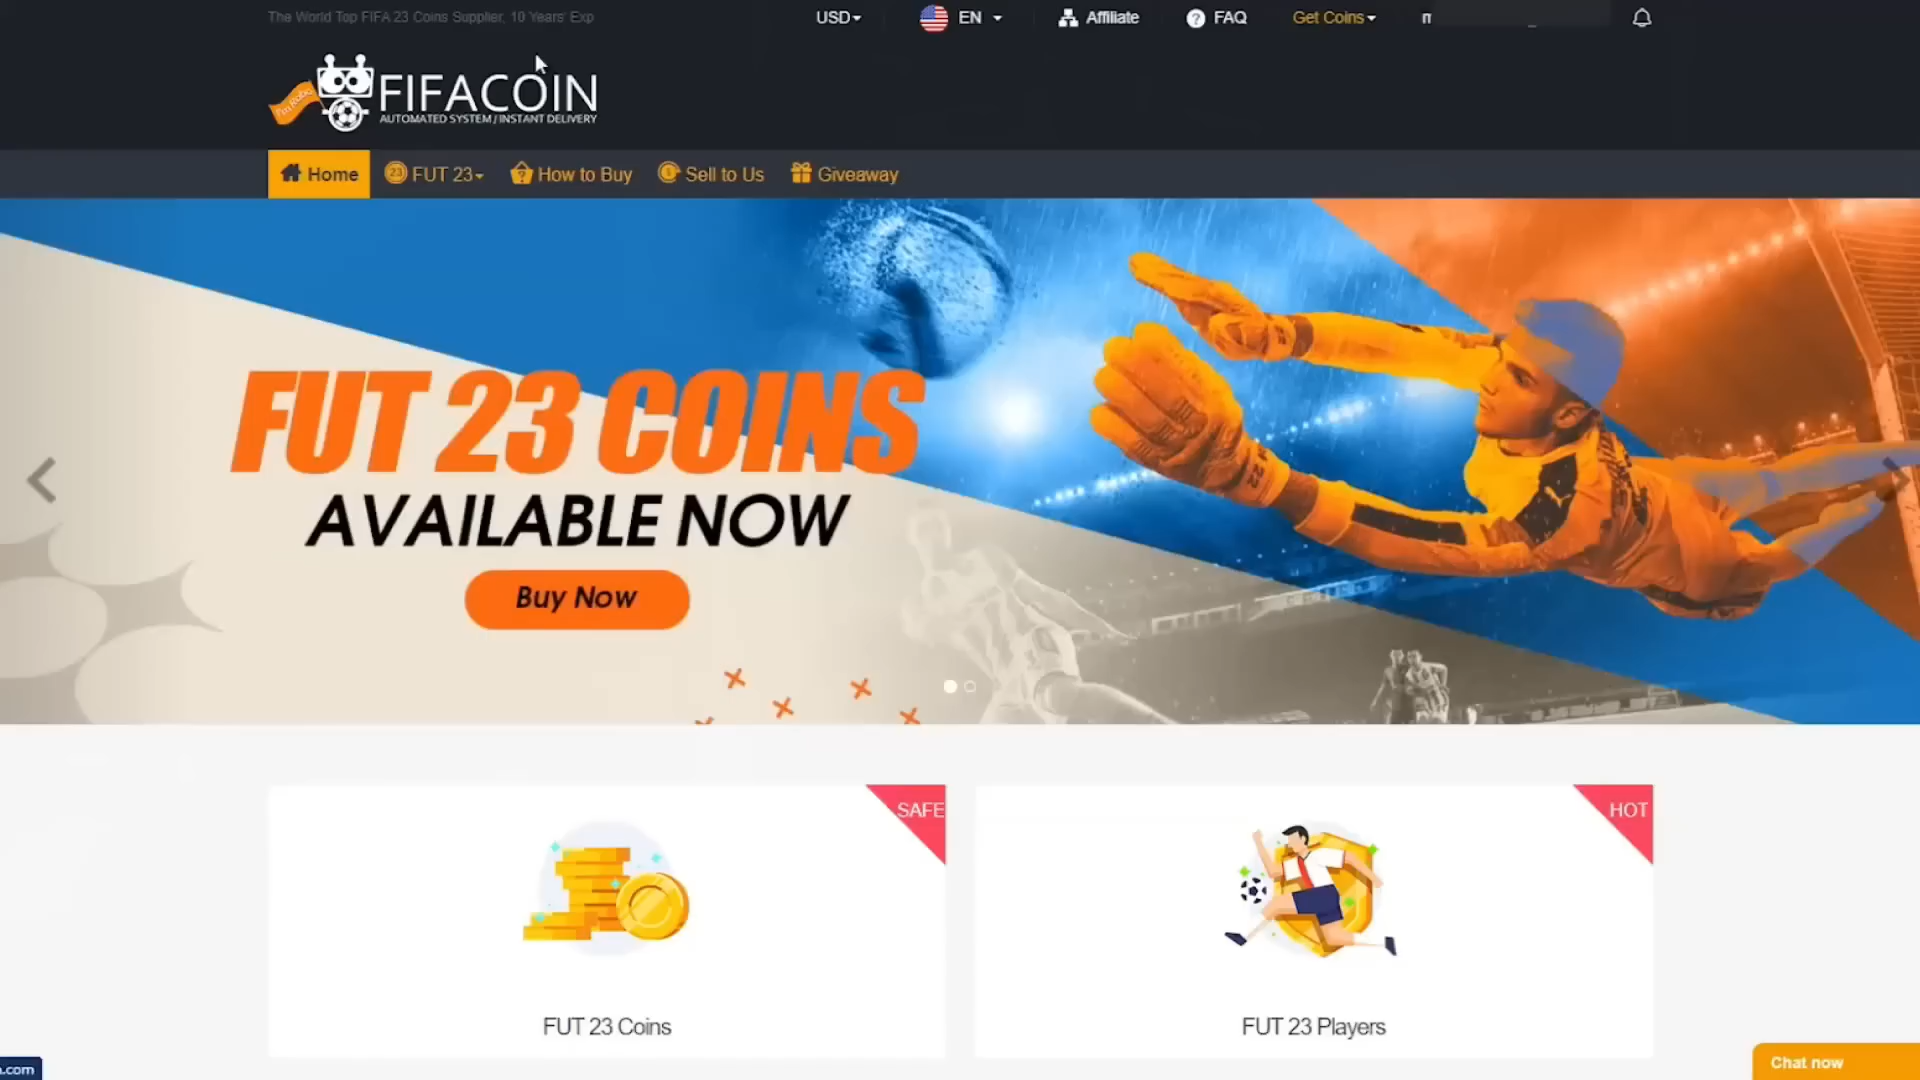 The World Top FIFA 23 Coins Supplier, 10 Years' Exp
USD
EN
Affiliate
FAQ
Get Coins
FIFACOIN
AUTOMATED SYSTEM / INSTANT DELIVERY
Home
FUT 23
How to Buy
Sell to Us
Giveaway
FUT 23 COINS
AVAILABLE NOW
Buy Now
SAFE
HOT
FUT 23 Coins
FUT 23 Players
.com
Chat now